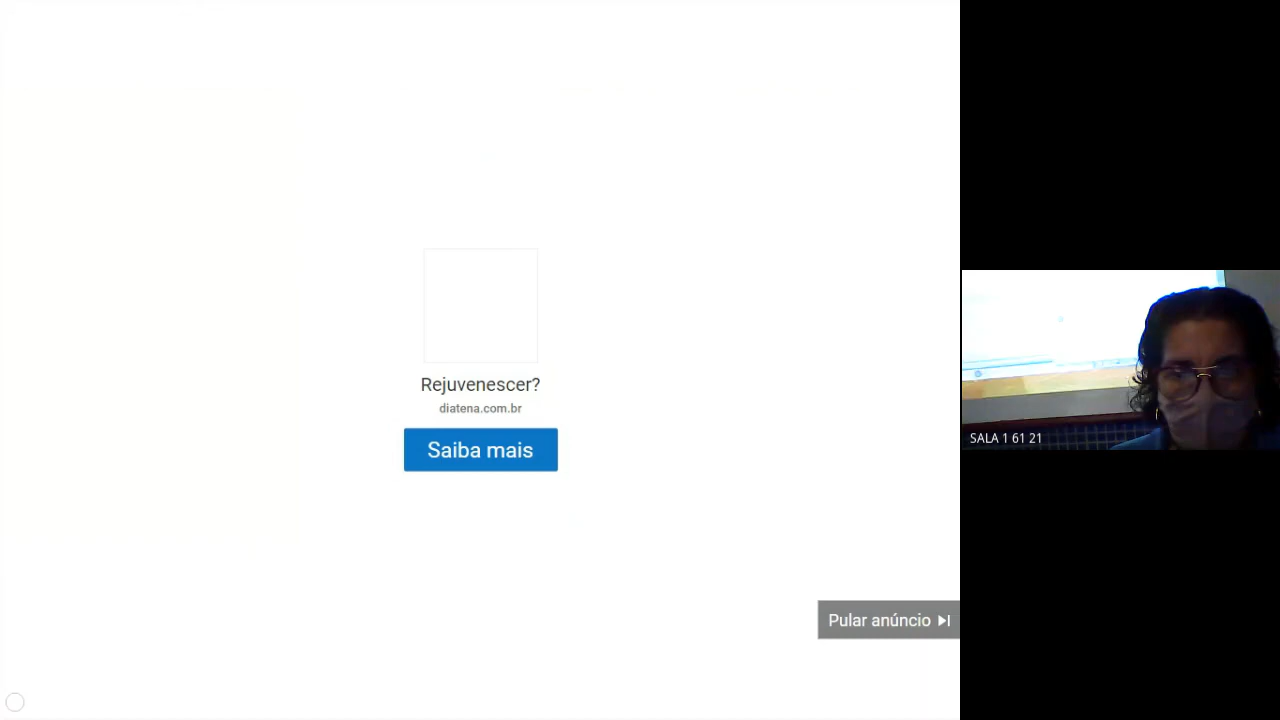 Rejuvenescer?
diatena.com.br
Saiba mais
Pular anúncio
SALA 1 61 21